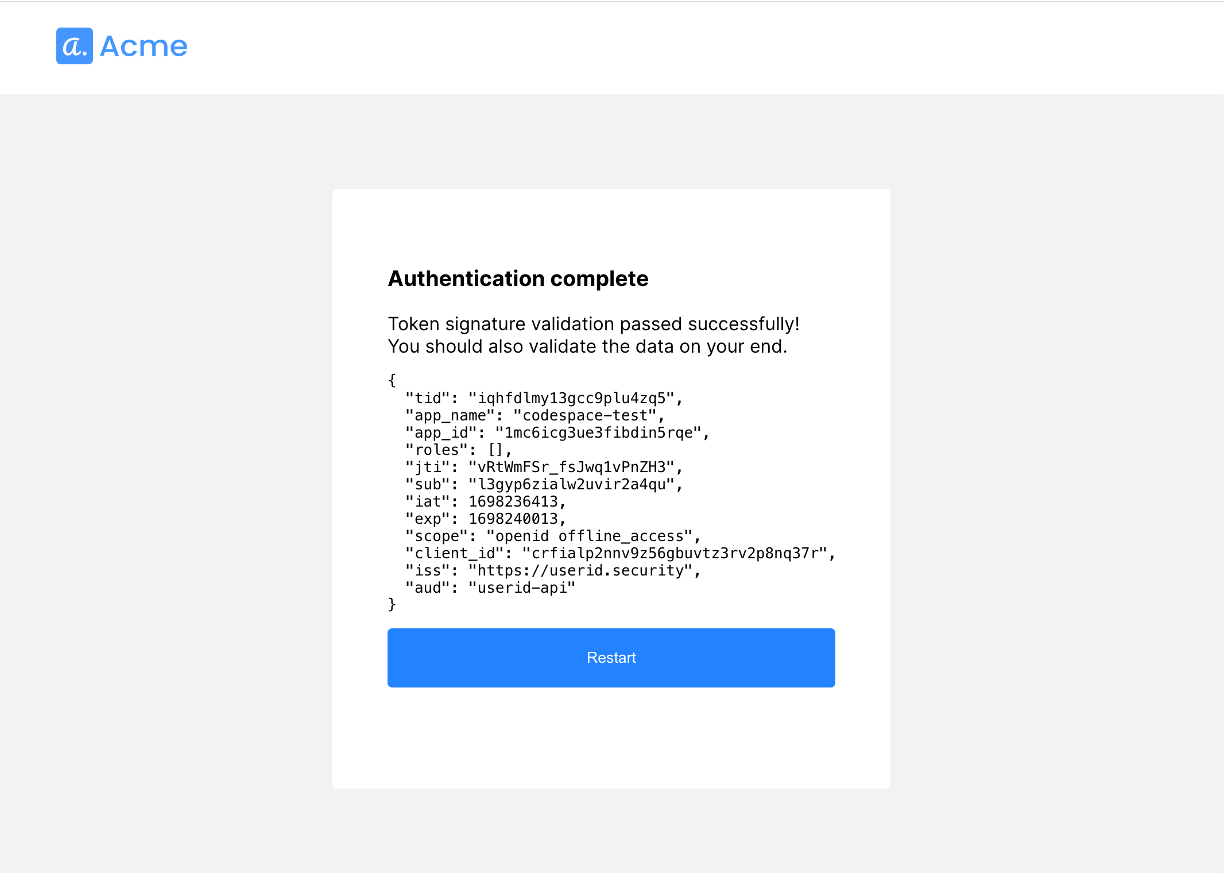 a. Acme
Authentication complete
Token signature validation passed successfully!
You should also validate the data on your end.
{
  "tid": "iqhfdlmy13gcc9plu4zq5",
  "app_name": "codespace-test",
  "app_id": "1mc6icg3ue3fibdin5rqe",
  "roles": [],
  "jti": "vRtWmFSr_fsJwq1vPnZH3",
  "sub": "l3gyp6zialw2uvir2a4qu",
  "iat": 1698236413,
  "exp": 1698240013,
  "scope": "openid offline_access",
  "client_id": "crfialp2nnv9z56gbuvtz3rv2p8nq37r",
  "iss": "https://userid.security",
  "aud": "userid-api"
}
Restart